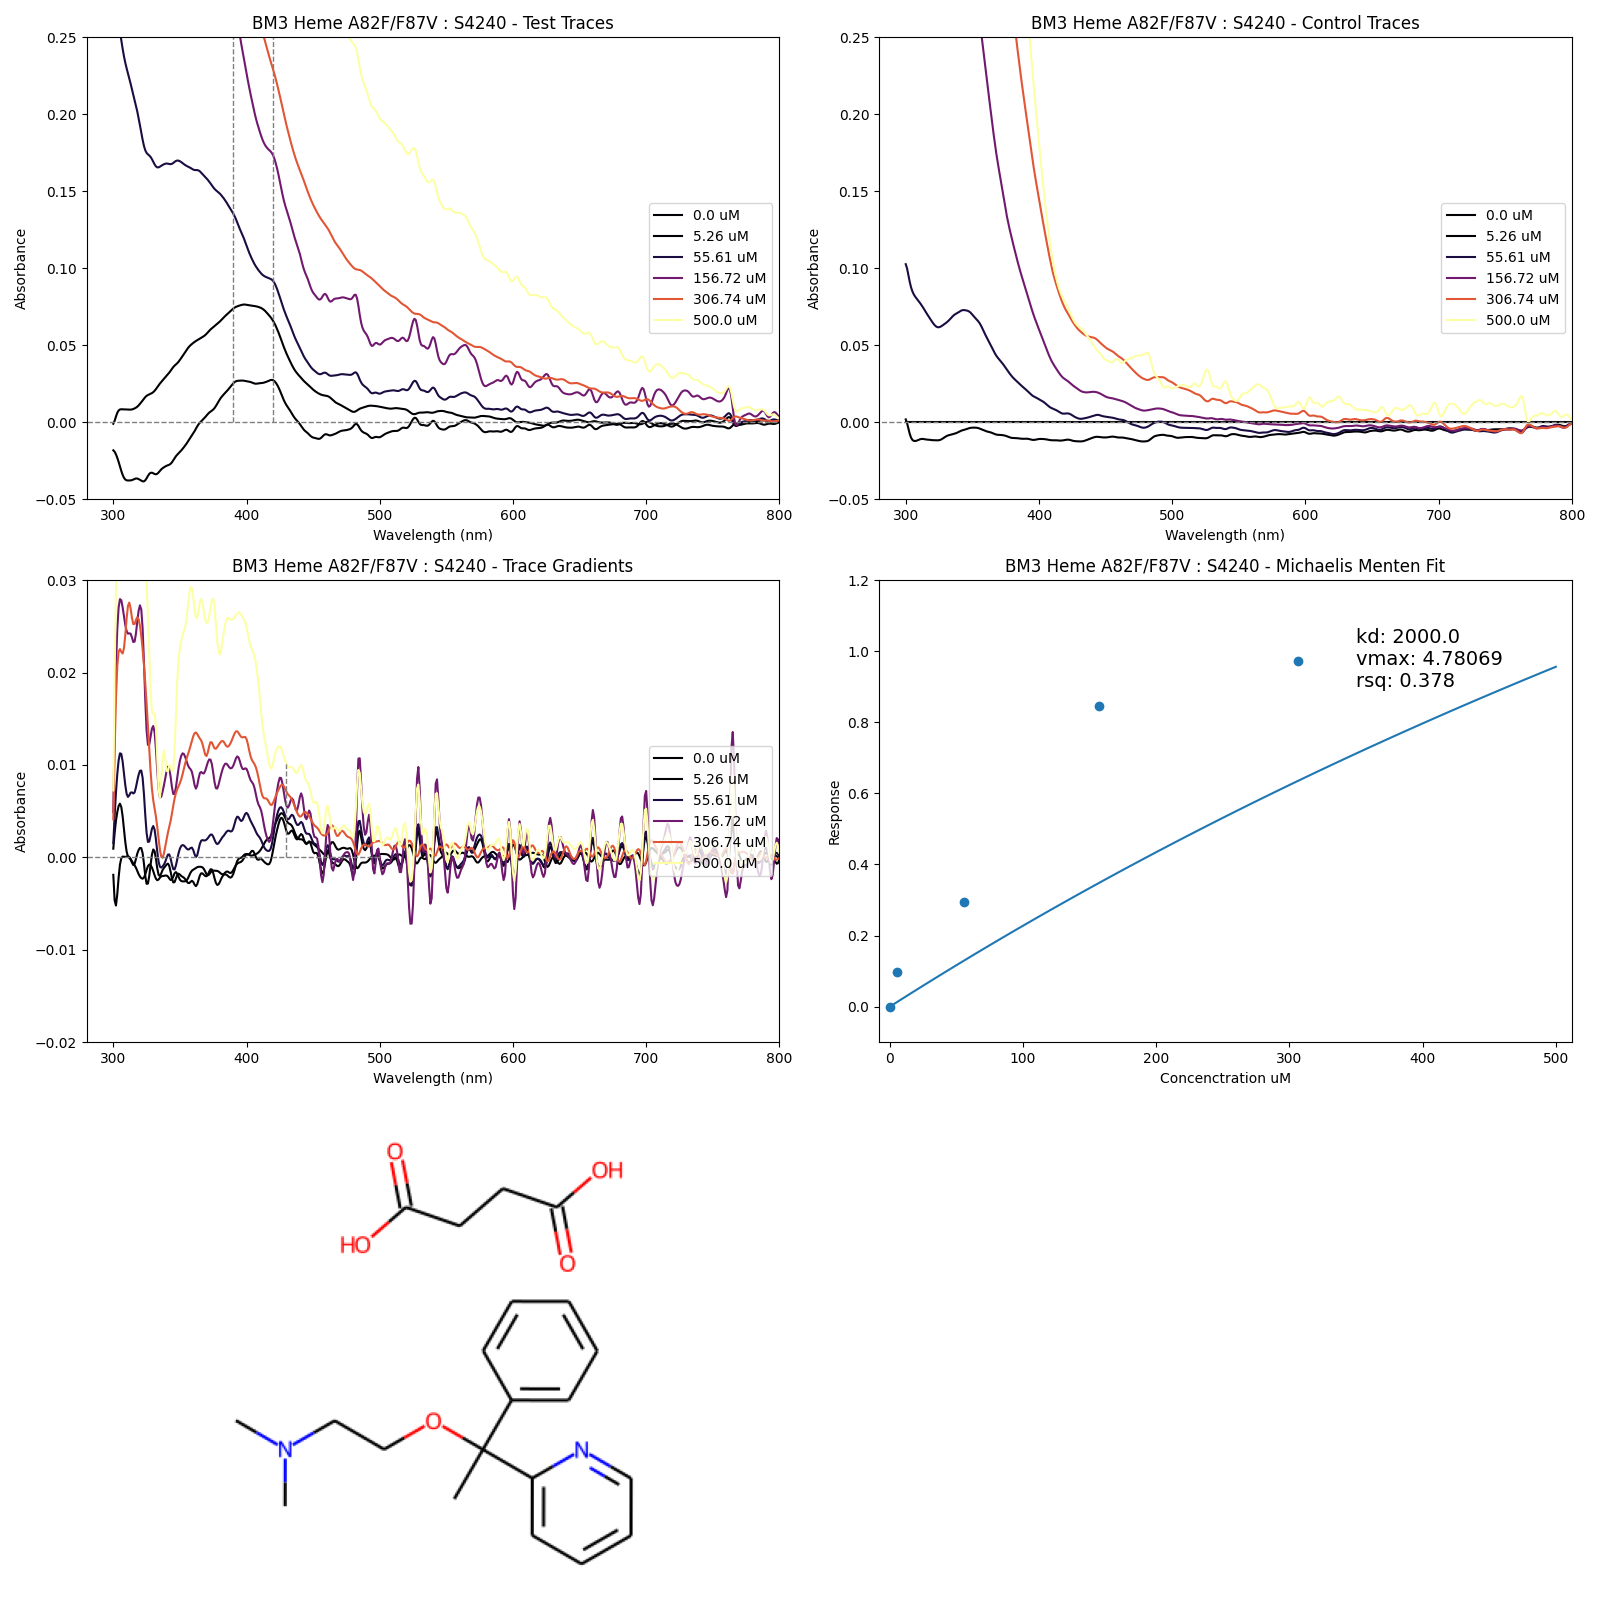 BM3 Heme A82F/F87V : S4240 - Test Traces
0.25
0.20
0.15
0.10
0.05
0.00
−0.05
Absorbance
300 400 500 600 700 800
Wavelength (nm)
0.0 uM
5.26 uM
55.61 uM
156.72 uM
306.74 uM
500.0 uM
BM3 Heme A82F/F87V : S4240 - Control Traces
0.25
0.20
0.15
0.10
0.05
0.00
−0.05
Absorbance
300 400 500 600 700 800
Wavelength (nm)
0.0 uM
5.26 uM
55.61 uM
156.72 uM
306.74 uM
500.0 uM
BM3 Heme A82F/F87V : S4240 - Trace Gradients
0.03
0.02
0.01
0.00
−0.01
−0.02
Absorbance
300 400 500 600 700 800
Wavelength (nm)
0.0 uM
5.26 uM
55.61 uM
156.72 uM
306.74 uM
500.0 uM
BM3 Heme A82F/F87V : S4240 - Michaelis Menten Fit
1.2
1.0
0.8
0.6
0.4
0.2
0.0
Response
0 100 200 300 400 500
Concenctration uM
kd: 2000.0
vmax: 4.78069
rsq: 0.378
O
OH
HO
O
O
N
N